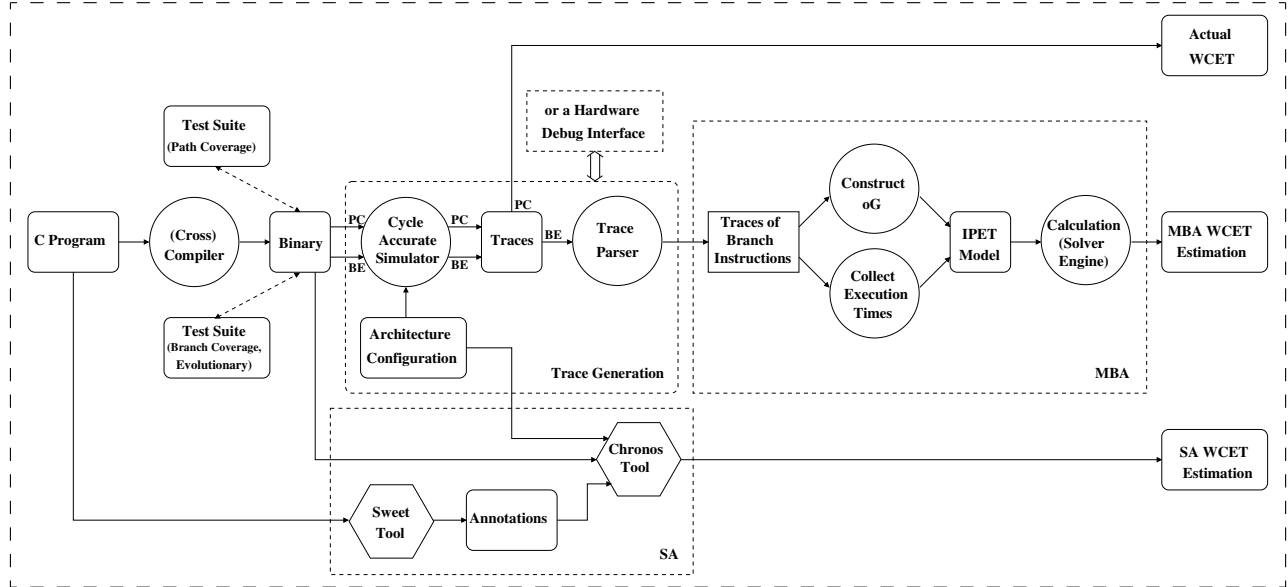 Actual
WCET
or a Hardware
Debug Interface
Test Suite
(Path Coverage)
PC
C Program
(Cross)
Compiler
Binary
PC
BE
Cycle
Accurate
Simulator
PC
BE
Traces
BE
Trace
Parser
Traces of
Branch
Instructions
Construct
oG
Collect
Execution
Times
IPET
Model
Calculation
(Solver
Engine)
MBA WCET
Estimation
Test Suite
(Branch Coverage,
Evolutionary)
Architecture
Configuration
Trace Generation
MBA
Chronos
Tool
SA WCET
Estimation
Sweet
Tool
Annotations
SA